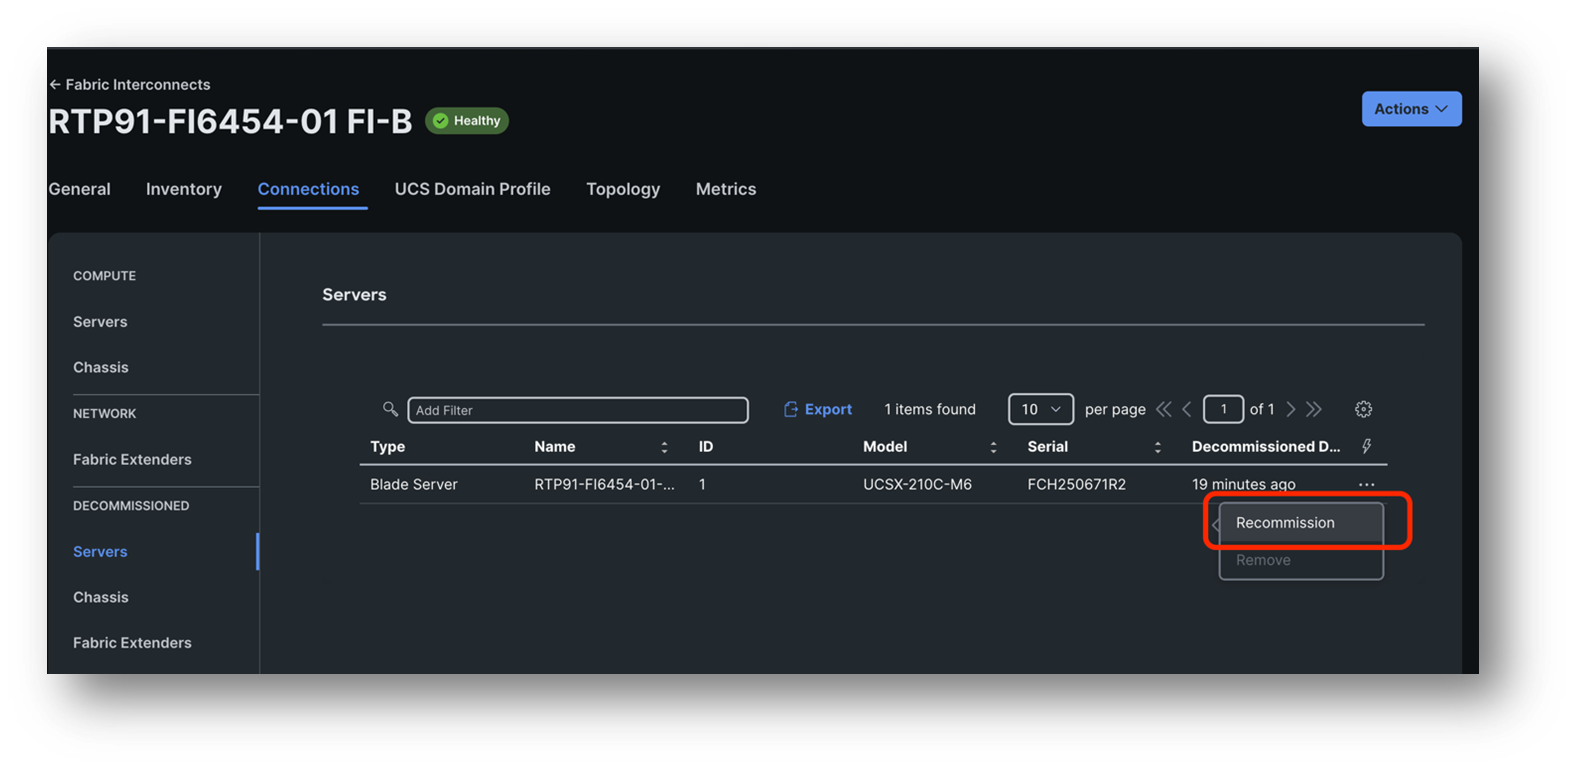 ← Fabric Interconnects
RTP91-FI6454-01 FI-B Healthy
Actions
General Inventory Connections UCS Domain Profile Topology Metrics
COMPUTE
Servers
Chassis
NETWORK
Fabric Extenders
DECOMMISSIONED
Servers
Chassis
Fabric Extenders
Servers
Add Filter Export 1 items found 10 per page 1 of 1
Type Name ID Model Serial Decommissioned D...
Blade Server RTP91-FI6454-01-... 1 UCSX-210C-M6 FCH250671R2 19 minutes ago ...
Recommission
Remove